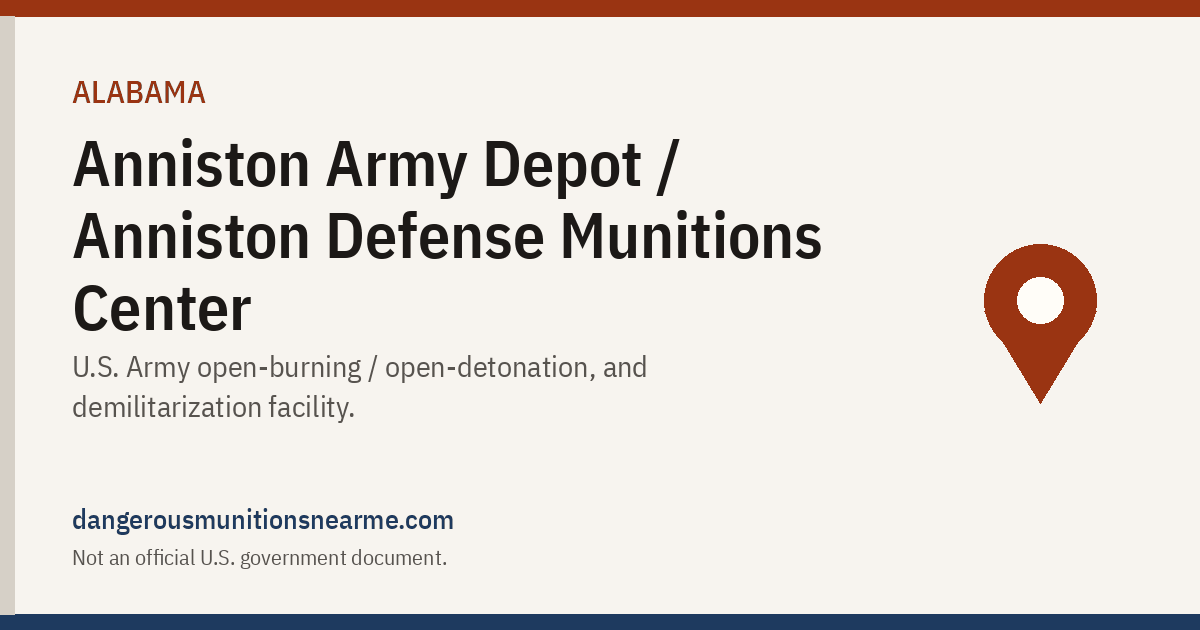 ALABAMA
Anniston Army Depot /
Anniston Defense Munitions
Center
U.S. Army open-burning / open-detonation, and
demilitarization facility.
dangerousmunitionsnearme.com
Not an official U.S. government document.